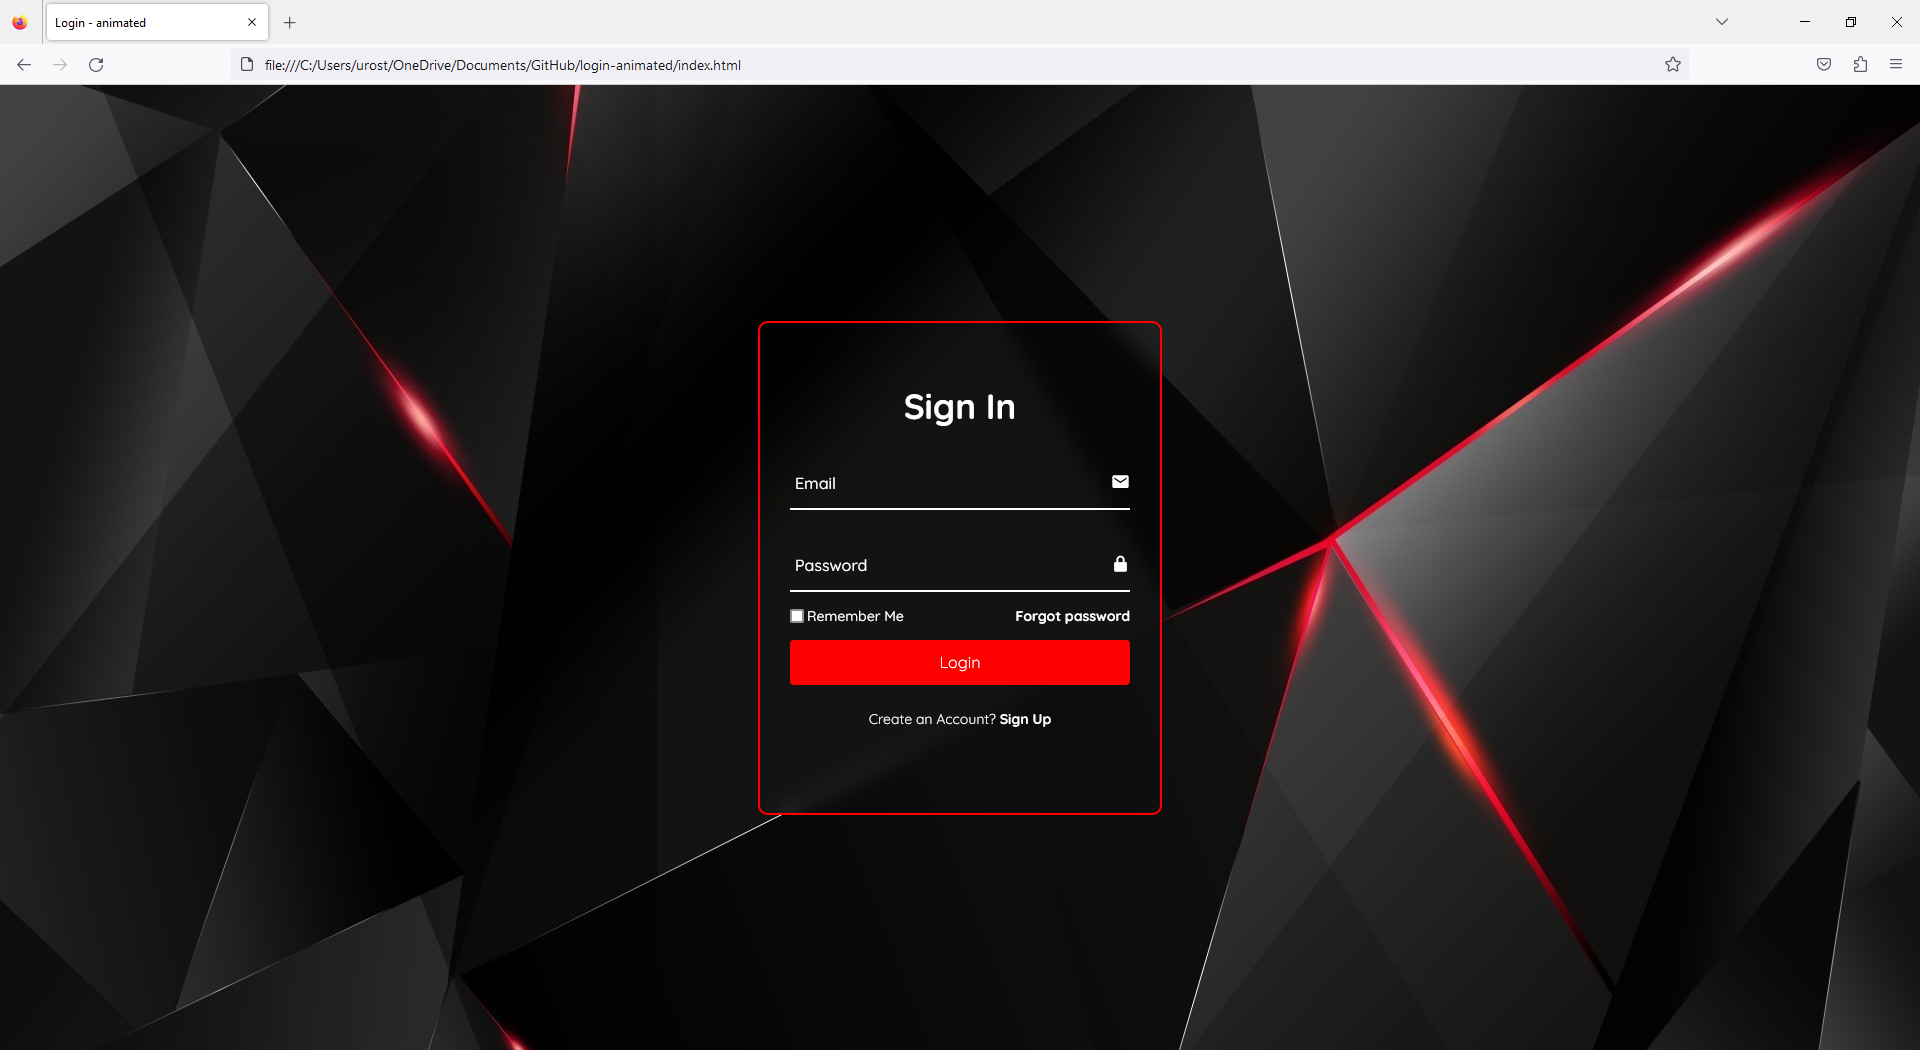 Login - animated
file:///C:/Users/urost/OneDrive/Documents/GitHub/login-animated/index.html
Sign In
Email
Password
Remember Me Forgot password
Login
Create an Account? Sign Up